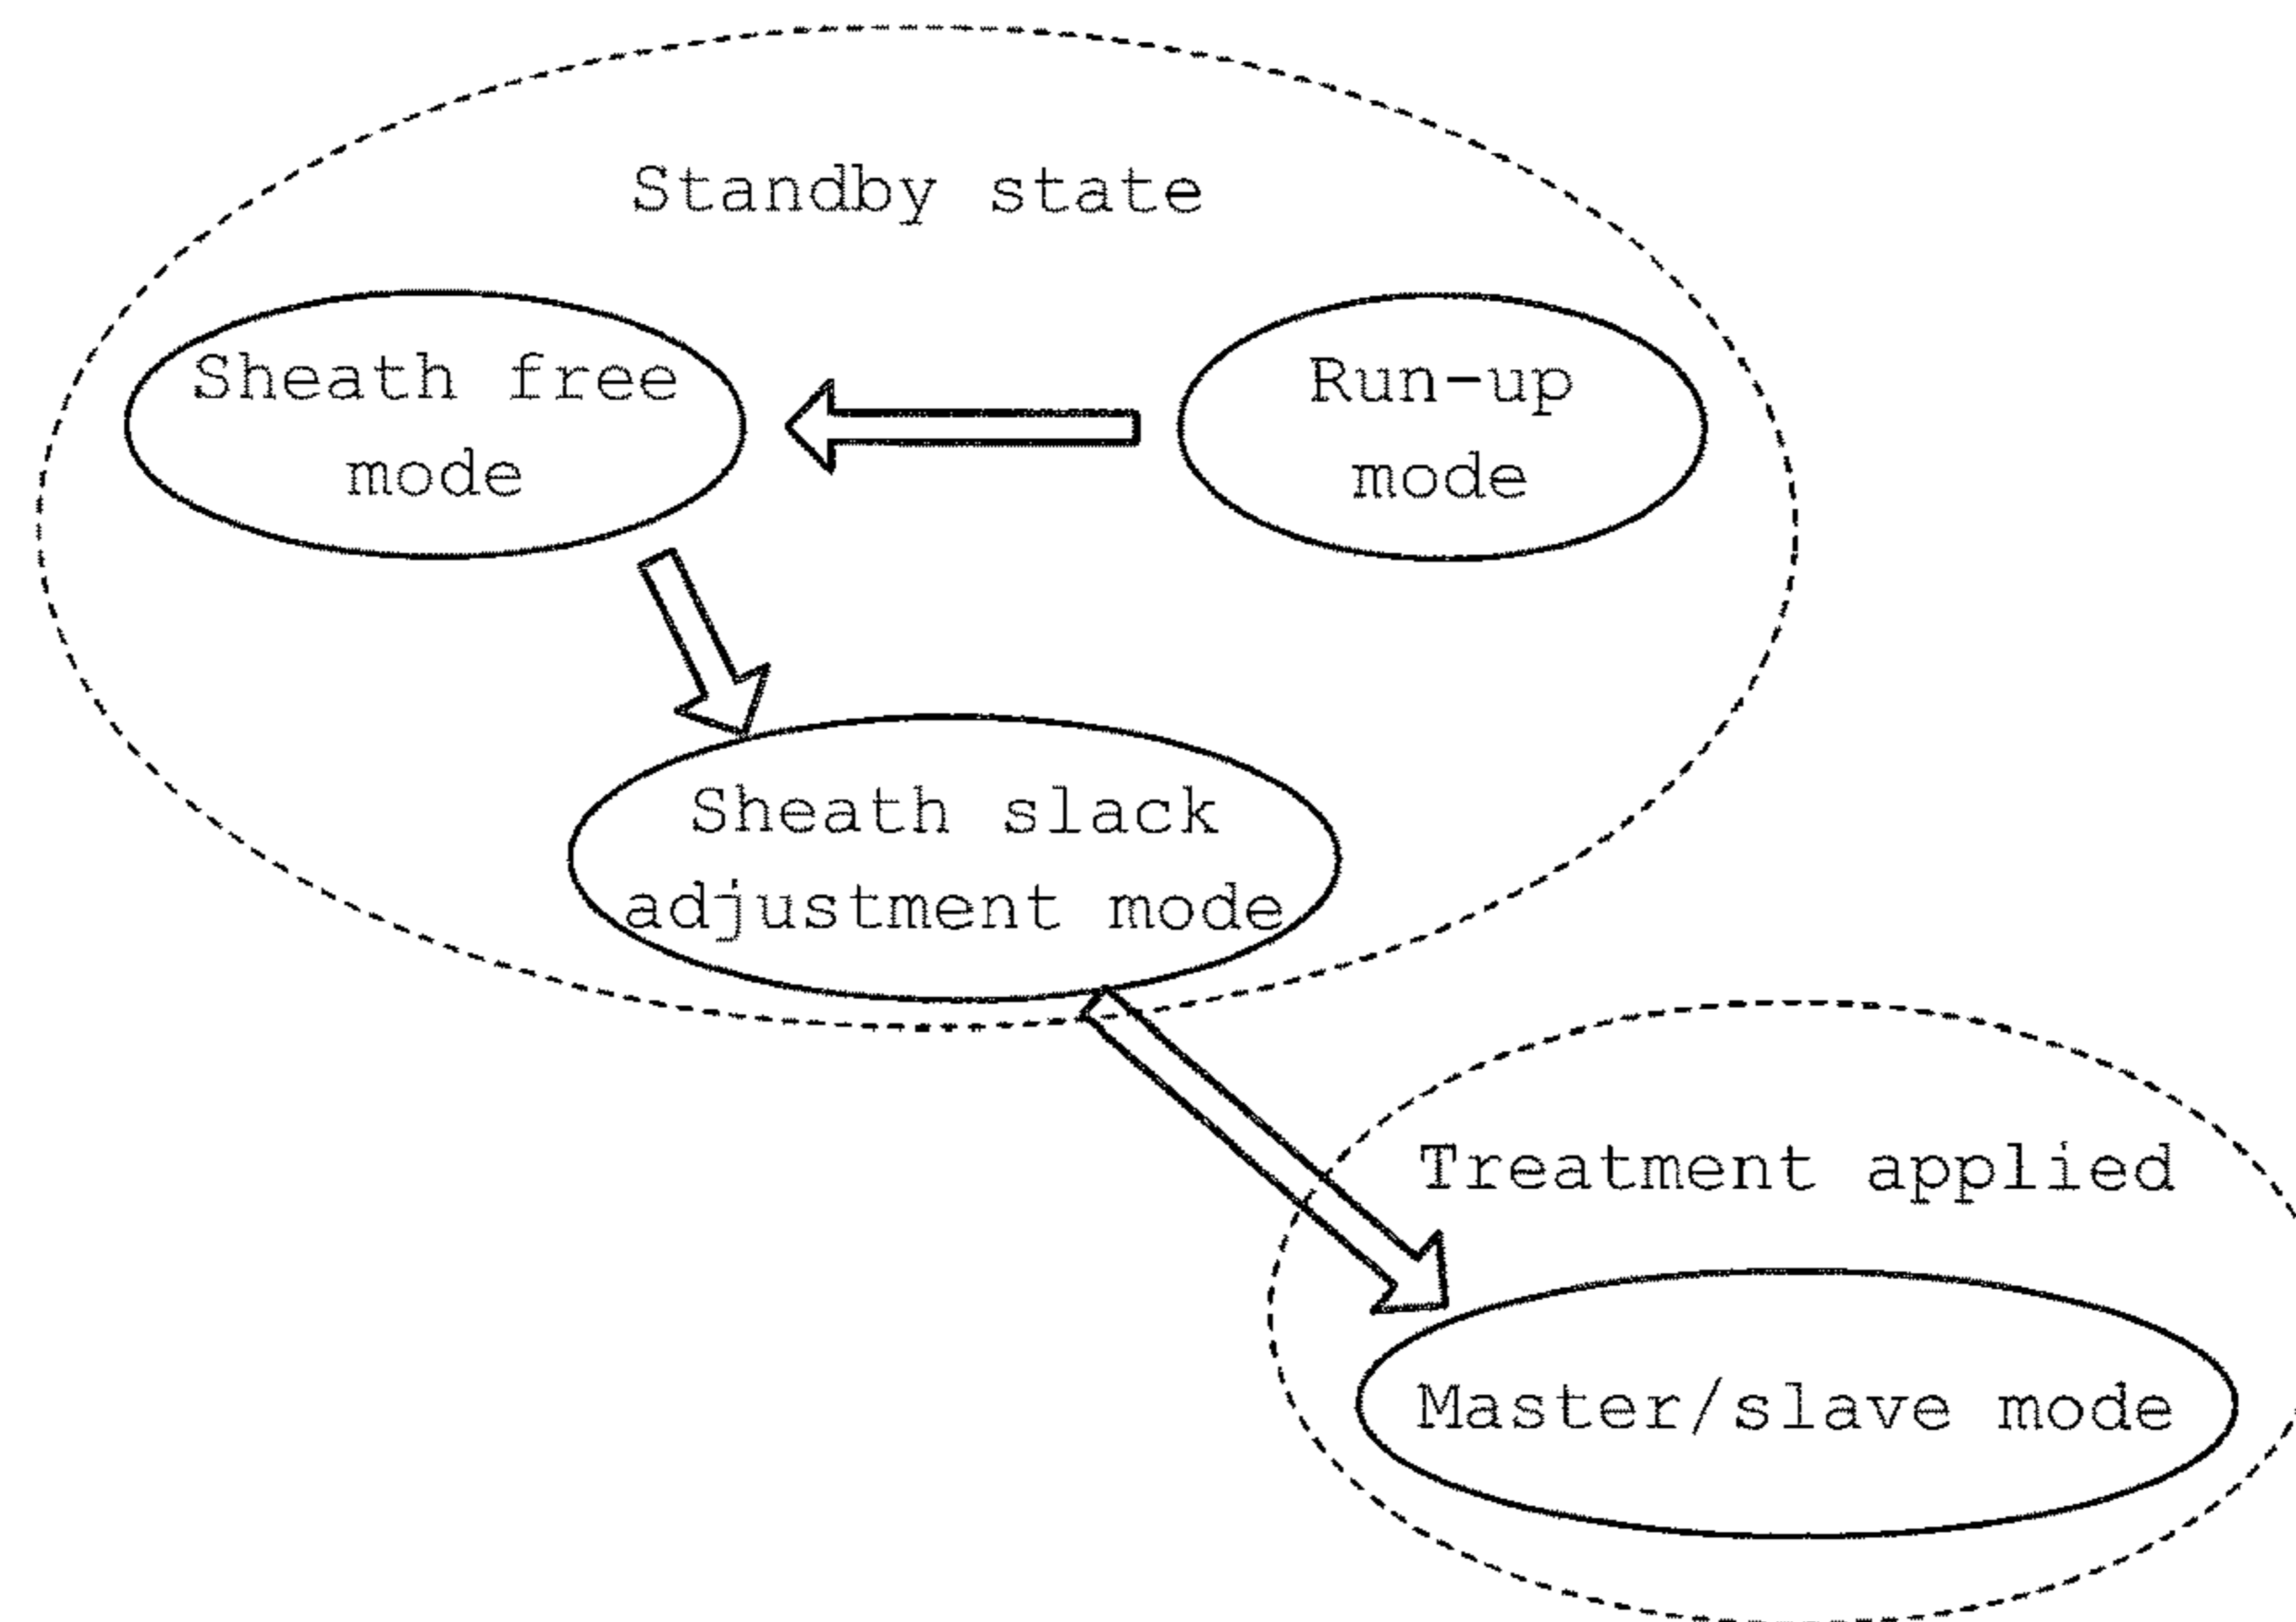 Standby state
Sheath free
mode
Run-up
mode
Sheath slack
adjustment mode
Treatment applied
Master/slave mode